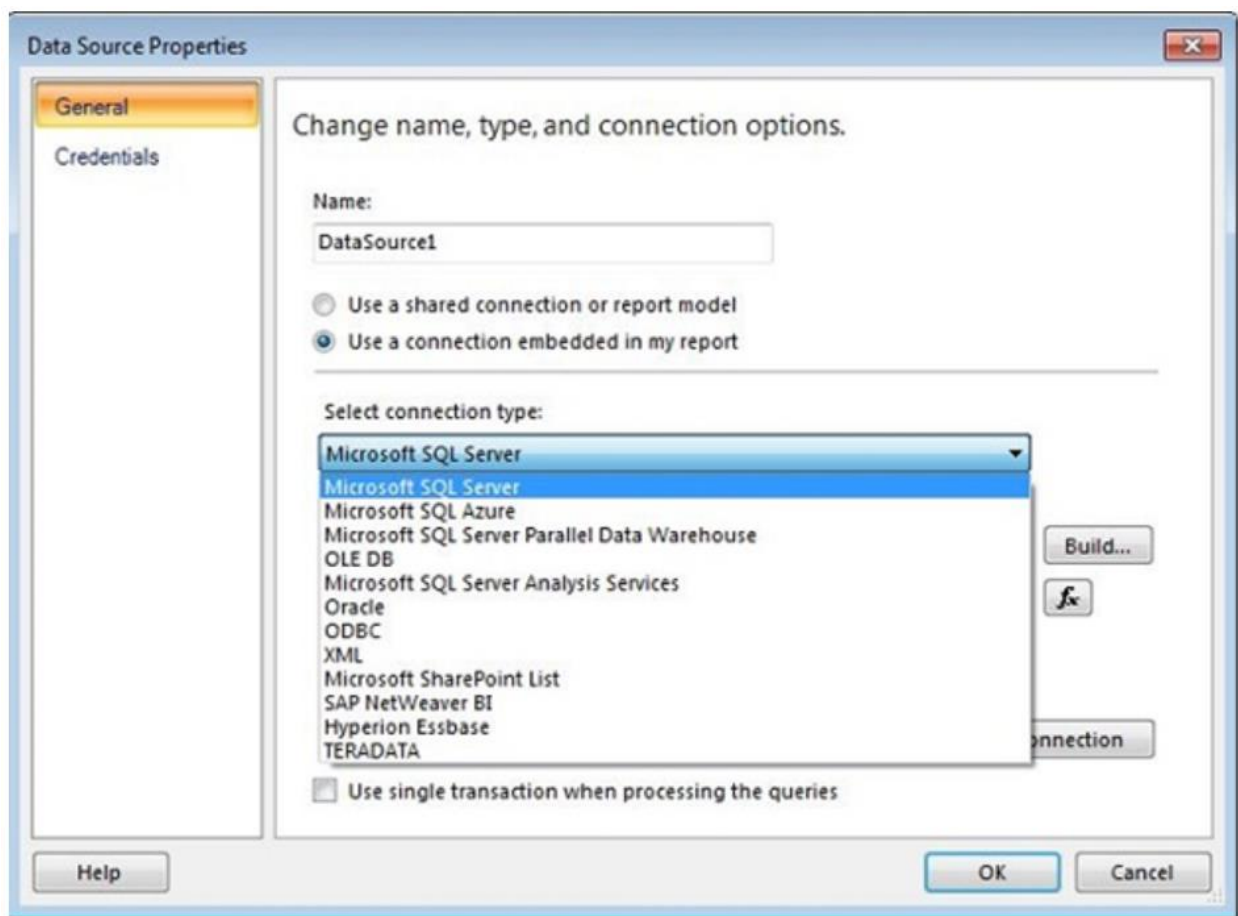 Data Source Properties
General
Credentials
Change name, type, and connection options.
Name:
DataSource1
Use a shared connection or report model
Use a connection embedded in my report
Select connection type:
Microsoft SQL Server
Microsoft SQL Server
Microsoft SQL Azure
Microsoft SQL Server Parallel Data Warehouse
OLE DB
Microsoft SQL Server Analysis Services
Oracle
ODBC
XML
Microsoft SharePoint List
SAP NetWeaver BI
Hyperion Essbase
TERADATA
Build...
fx
onnection
Use single transaction when processing the queries
Help
OK
Cancel